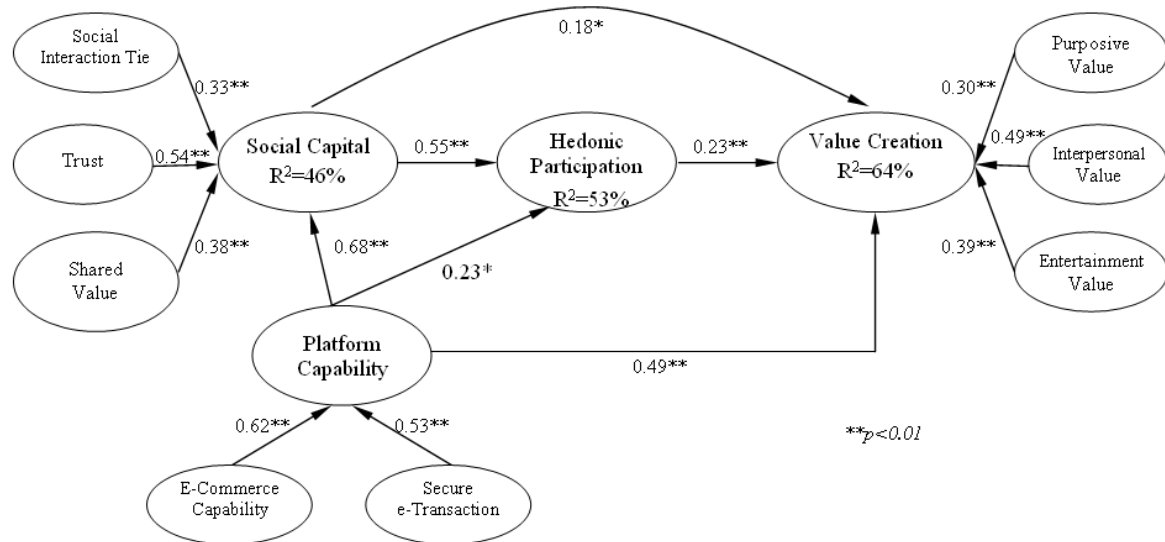 Social
Interaction Tie
0.33**
Trust
0.54**
Shared
Value
0.38**
Social Capital
R²=46%
0.18*
0.55**
Hedonic
Participation
R²=53%
0.23**
Value Creation
R²=64%
Purposive
Value
0.30**
0.49**
Interpersonal
Value
0.39**
Entertainment
Value
0.68**
0.23*
Platform
Capability
0.49**
0.62**
0.53**
E-Commerce
Capability
Secure
e-Transaction
**p<0.01